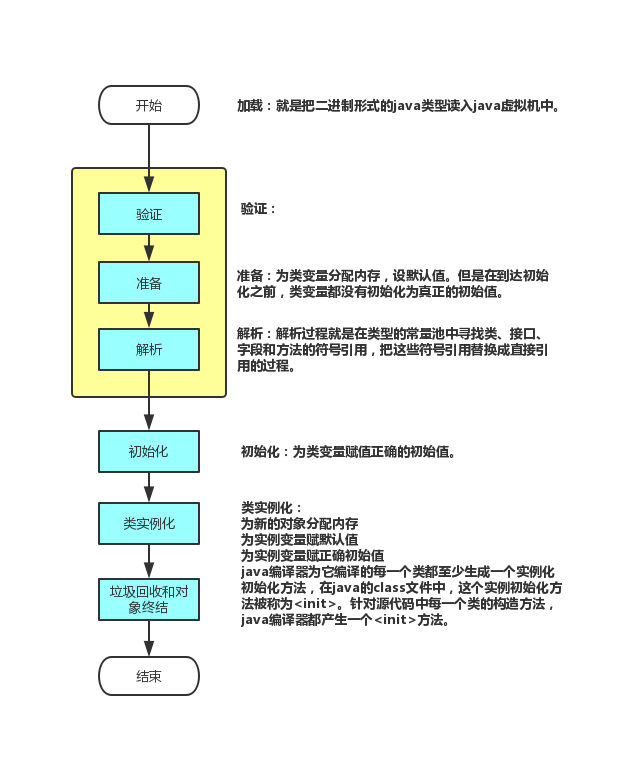 开始
加载：就是把二进制形式的java类型读入java虚拟机中。
验证
验证：
准备
准备：为类变量分配内存，设默认值。但是在到达初始
化之前，类变量都没有初始化为真正的初始值。
解析
解析：解析过程就是在类型的常量池中寻找类、接口、
字段和方法的符号引用，把这些符号引用替换成直接引
用的过程。
初始化
初始化：为类变量赋值正确的初始值。
类实例化
类实例化：
为新的对象分配内存
为实例变量赋默认值
为实例变量赋正确初始值
java编译器为它编译的每一个类都至少生成一个实例化
初始化方法，在java的class文件中，这个实例初始化方
法被称为<init>。针对源代码中每一个类的构造方法，
java编译器都产生一个<init>方法。
垃圾回收和对
象终结
结束